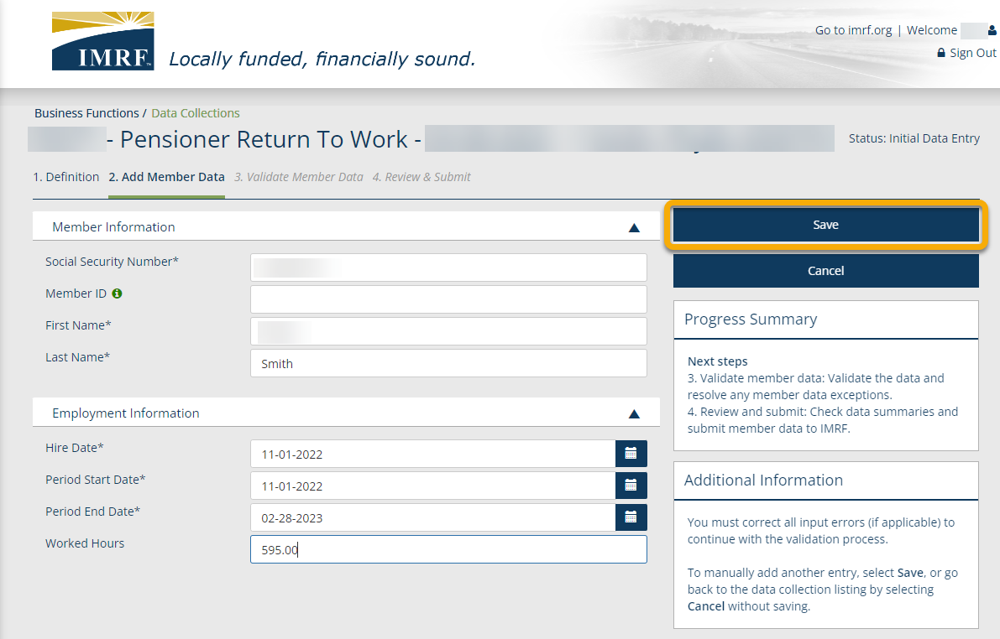 IMRF
Locally funded, financially sound.
Go to imrf.org | Welcome
Sign Out
Business Functions / Data Collections
- Pensioner Return To Work -
Status: Initial Data Entry
1. Definition 2. Add Member Data 3. Validate Member Data 4. Review & Submit
Member Information
Social Security Number*
Member ID
First Name*
Last Name*
Smith
Employment Information
Hire Date*
11-01-2022
Period Start Date*
11-01-2022
Period End Date*
02-28-2023
Worked Hours
595.00
Save
Cancel
Progress Summary
Next steps
3. Validate member data: Validate the data and
resolve any member data exceptions.
4. Review and submit: Check data summaries and
submit member data to IMRF.
Additional Information
You must correct all input errors (if applicable) to
continue with the validation process.
To manually add another entry, select Save, or go
back to the data collection listing by selecting
Cancel without saving.